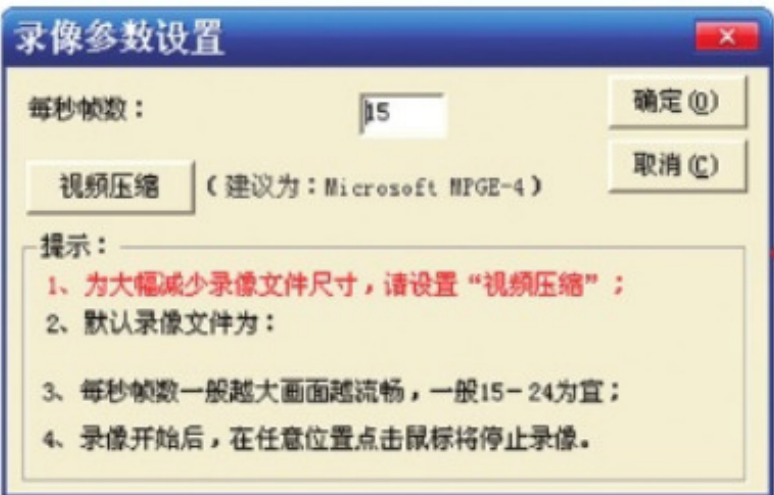 录像参数设置
每秒帧数：
15
确定(O)
视频压缩
（建议为：Microsoft MPGE-4）
取消(C)
提示：
1、为大幅减少录像文件尺寸，请设置“视频压缩”；
2、默认录像文件为：
3、每秒帧数一般越大画面越流畅，一般15－24为宜；
4、录像开始后，在任意位置点击鼠标将停止录像。